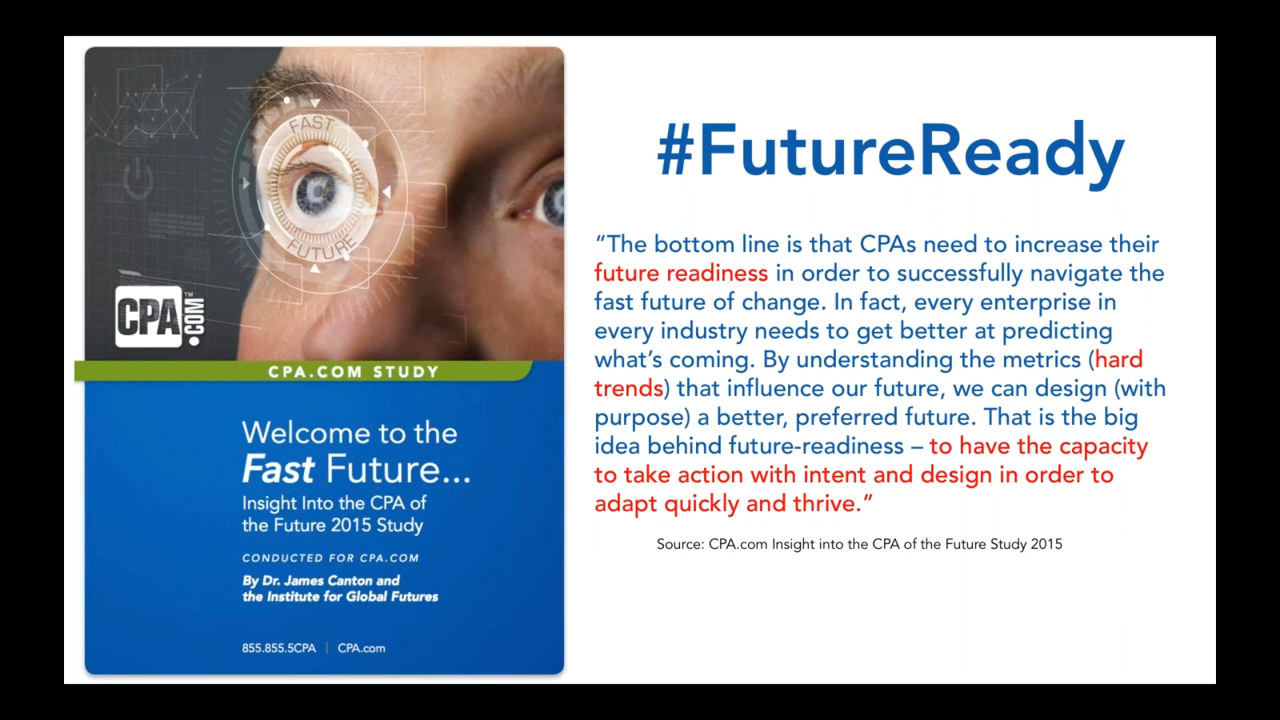 FAST
FUTURE
CPA.COM™
CPA.COM STUDY
Welcome to the
Fast Future...
Insight Into the CPA of
the Future 2015 Study
CONDUCTED FOR CPA.COM
By Dr. James Canton and
the Institute for Global Futures
855.855.5CPA | CPA.com
#FutureReady
“The bottom line is that CPAs need to increase their
future readiness in order to successfully navigate the
fast future of change. In fact, every enterprise in
every industry needs to get better at predicting
what’s coming. By understanding the metrics (hard
trends) that influence our future, we can design (with
purpose) a better, preferred future. That is the big
idea behind future-readiness – to have the capacity
to take action with intent and design in order to
adapt quickly and thrive.”
Source: CPA.com Insight into the CPA of the Future Study 2015